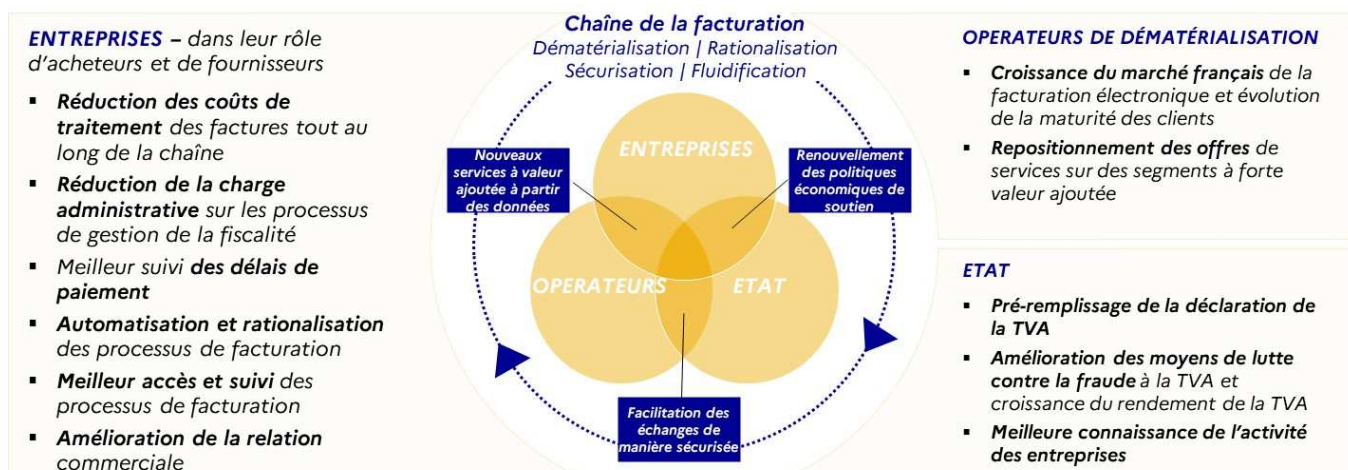 ENTREPRISES – dans leur rôle
d'acheteurs et de fournisseurs
▪ Réduction des coûts de
traitement des factures tout au
long de la chaîne
▪ Réduction de la charge
administrative sur les processus
de gestion de la fiscalité
▪ Meilleur suivi des délais de
paiement
▪ Automatisation et rationalisation
des processus de facturation
▪ Meilleur accès et suivi des
processus de facturation
▪ Amélioration de la relation
commerciale
Chaîne de la facturation
Dématérialisation | Rationalisation
Sécurisation | Fluidification
ENTREPRISES
Nouveaux
services à valeur
ajoutée à partir
des données
Renouvellement
des politiques
économiques de
soutien
OPERATEURS
ETAT
Facilitation des
échanges de
manière sécurisée
OPERATEURS DE DÉMATÉRIALISATION
▪ Croissance du marché français de la
facturation électronique et évolution
de la maturité des clients
▪ Repositionnement des offres de
services sur des segments à forte
valeur ajoutée
ETAT
▪ Pré-remplissage de la déclaration de
la TVA
▪ Amélioration des moyens de lutte
contre la fraude à la TVA et
croissance du rendement de la TVA
▪ Meilleure connaissance de l'activité
des entreprises